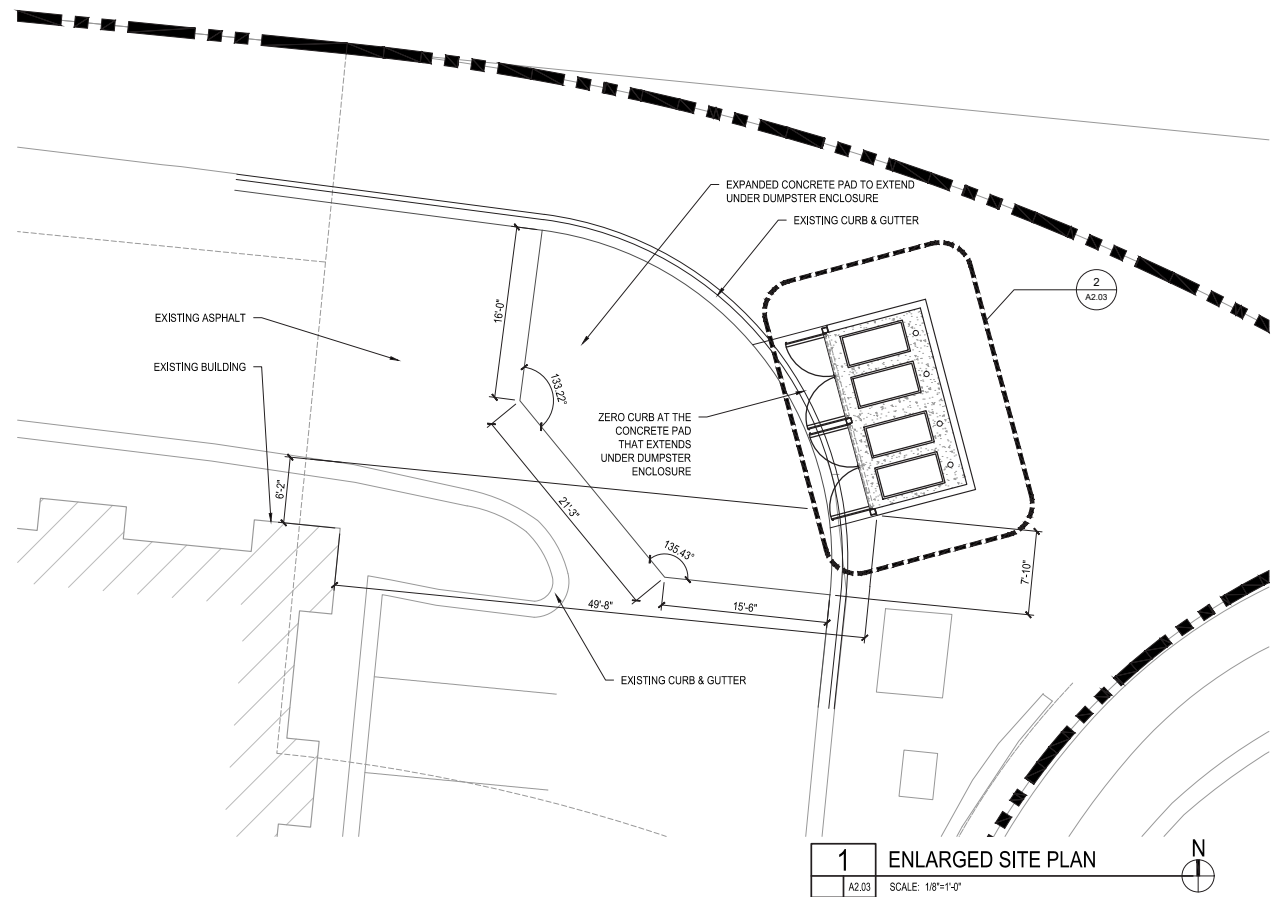 EXPANDED CONCRETE PAD TO EXTEND
UNDER DUMPSTER ENCLOSURE
EXISTING CURB & GUTTER
2
A2.03
16'-0"
EXISTING ASPHALT
EXISTING BUILDING
133.22°
ZERO CURB AT THE
CONCRETE PAD
THAT EXTENDS
UNDER DUMPSTER
ENCLOSURE
6'-2"
21'-3"
135.43°
7'-10"
49'-8"
15'-6"
EXISTING CURB & GUTTER
1
ENLARGED SITE PLAN
N
A2.03
SCALE: 1/8"=1'-0"